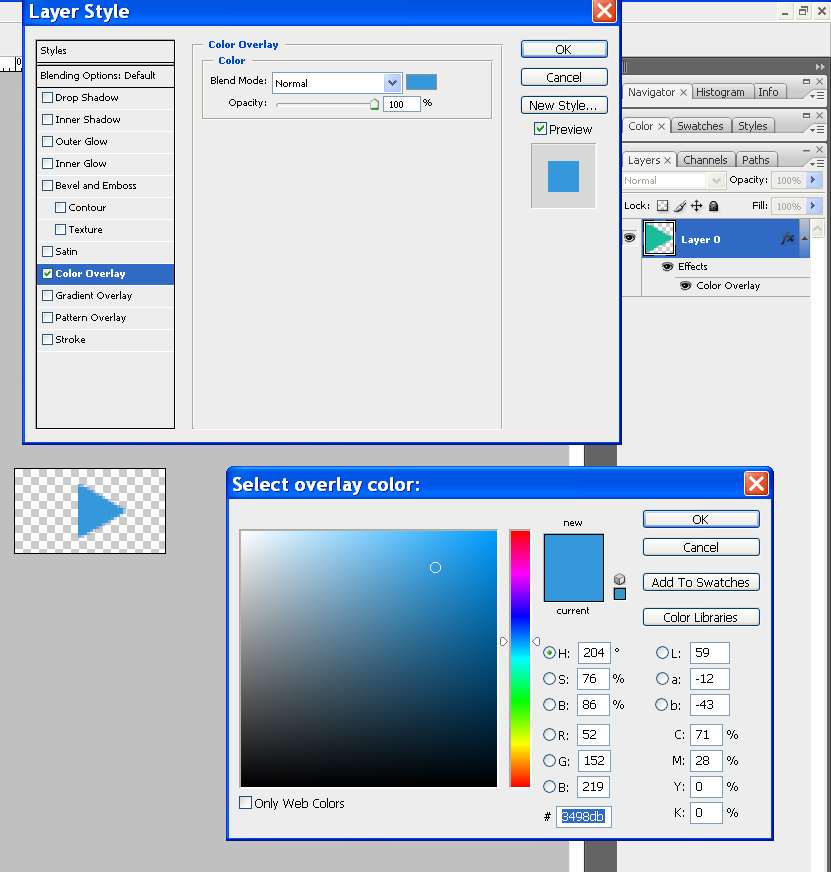 Layer Style
Styles
Blending Options: Default
Drop Shadow
Inner Shadow
Outer Glow
Inner Glow
Bevel and Emboss
Contour
Texture
Satin
Color Overlay
Gradient Overlay
Pattern Overlay
Stroke
Color Overlay
Color
Blend Mode: Normal
Opacity: 100 %
OK
Cancel
New Style...
Preview
Navigator × Histogram Info
Color × Swatches Styles
Layers × Channels Paths
Normal Opacity: 100%
Lock: Fill: 100%
Layer 0 fx
Effects
Color Overlay
Select overlay color:
new
current
OK
Cancel
Add To Swatches
Color Libraries
H: 204 °
S: 76 %
B: 86 %
R: 52
G: 152
B: 219
# 3498db
L: 59
a: -12
b: -43
C: 71 %
M: 28 %
Y: 0 %
K: 0 %
Only Web Colors